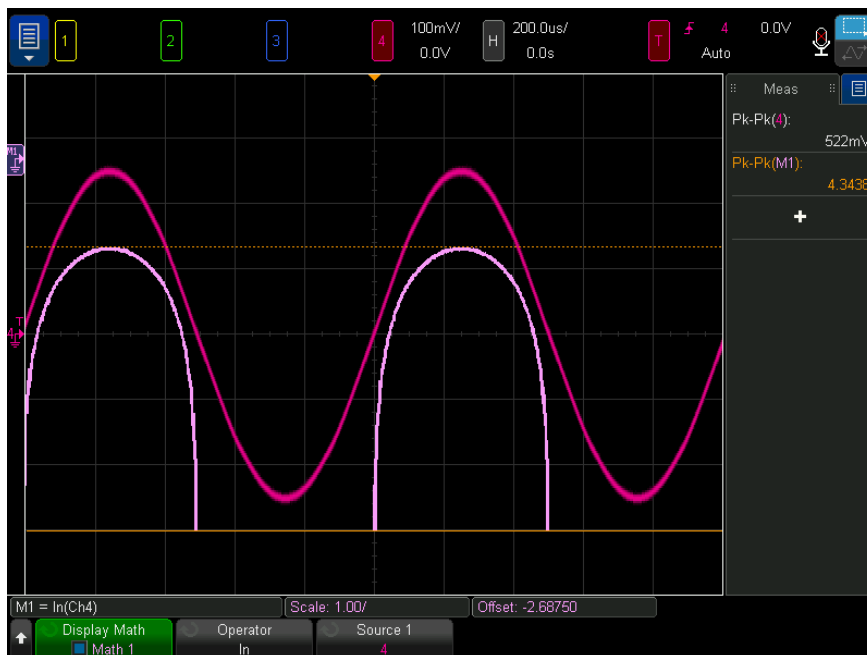 1 2 3 4 100mV/ 0.0V H 200.0us/ 0.0s T 4 0.0V Auto
Meas
Pk-Pk(4):
522mV
Pk-Pk(M1):
4.3438
+
M1
T
4
M1 = ln(Ch4) Scale: 1.00/ Offset: -2.68750
Display Math Operator Source 1
Math 1 ln 4